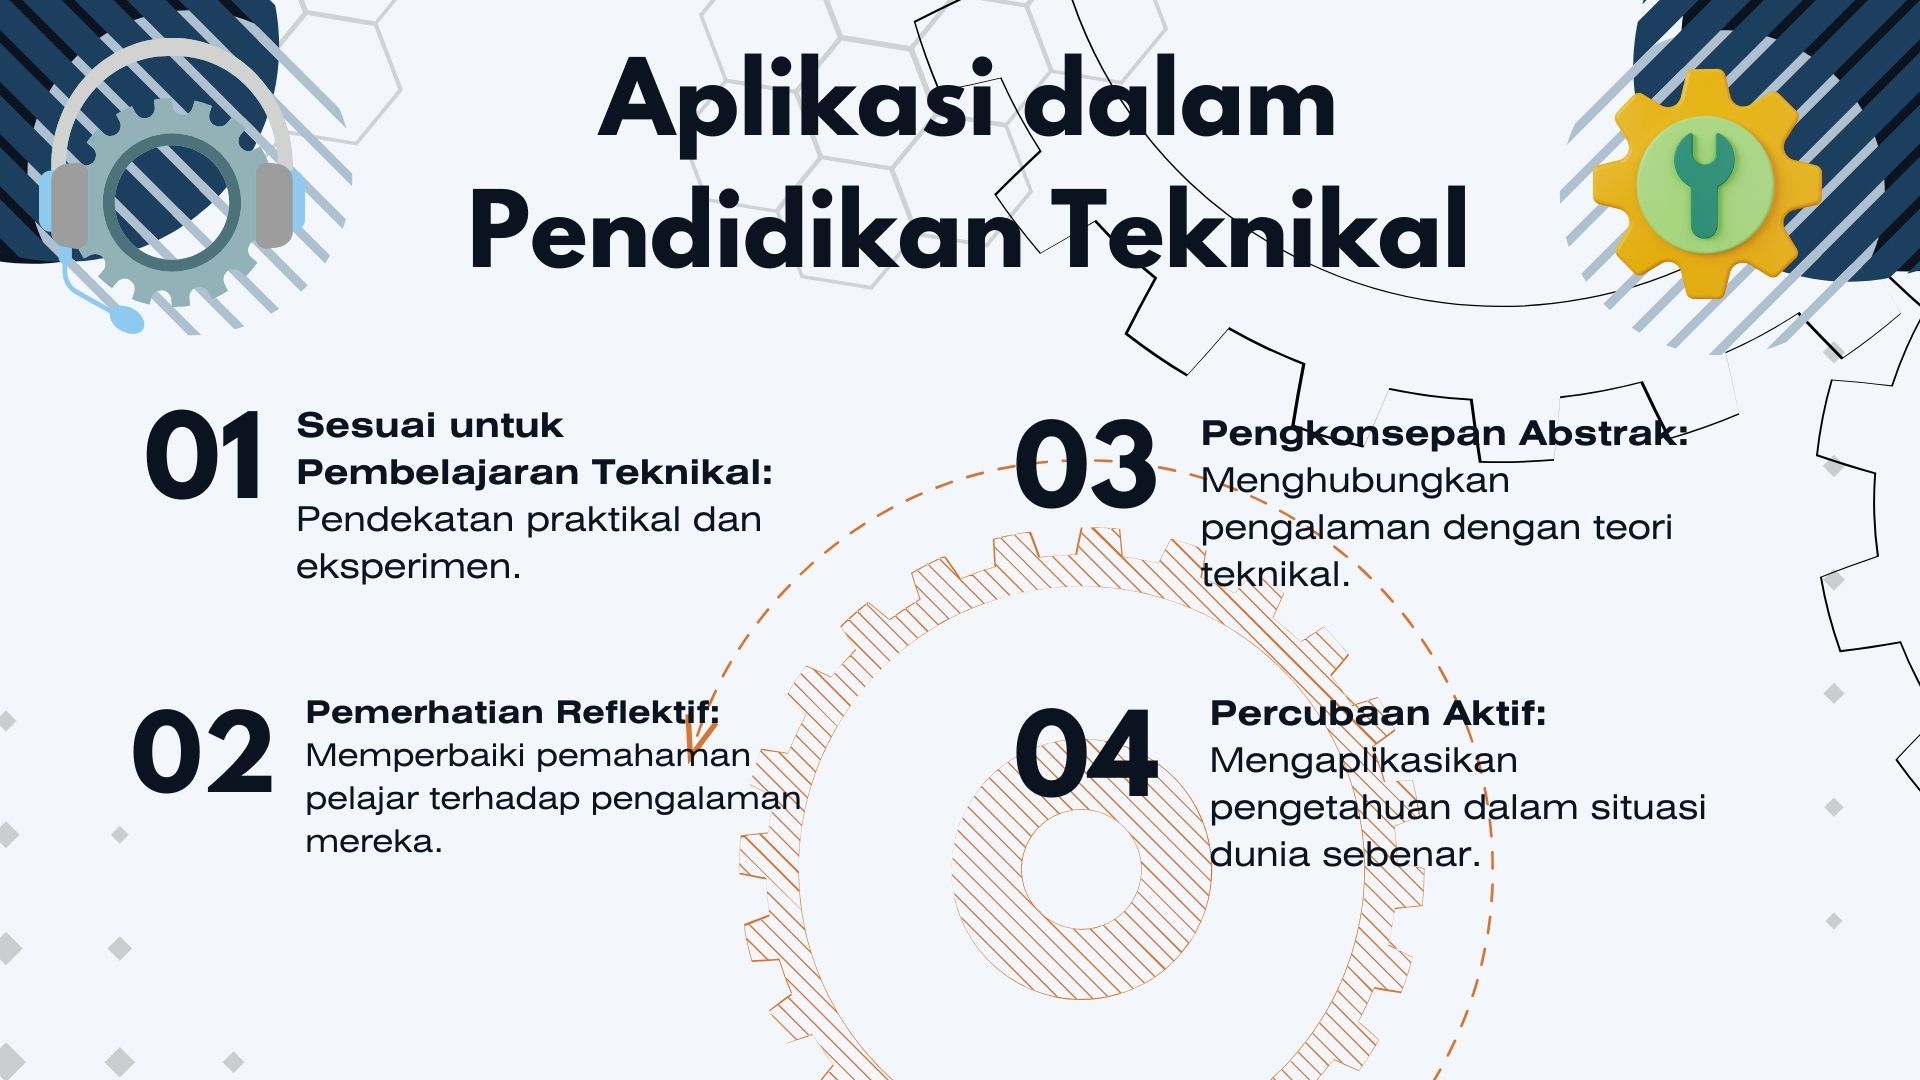 Aplikasi dalam
Pendidikan Teknikal
01
Sesuai untuk
Pembelajaran Teknikal:
Pendekatan praktikal dan
eksperimen.
02
Pemerhatian Reflektif:
Memperbaiki pemahaman
pelajar terhadap pengalaman
mereka.
03
Pengkonsepan Abstrak:
Menghubungkan
pengalaman dengan teori
teknikal.
04
Percubaan Aktif:
Mengaplikasikan
pengetahuan dalam situasi
dunia sebenar.